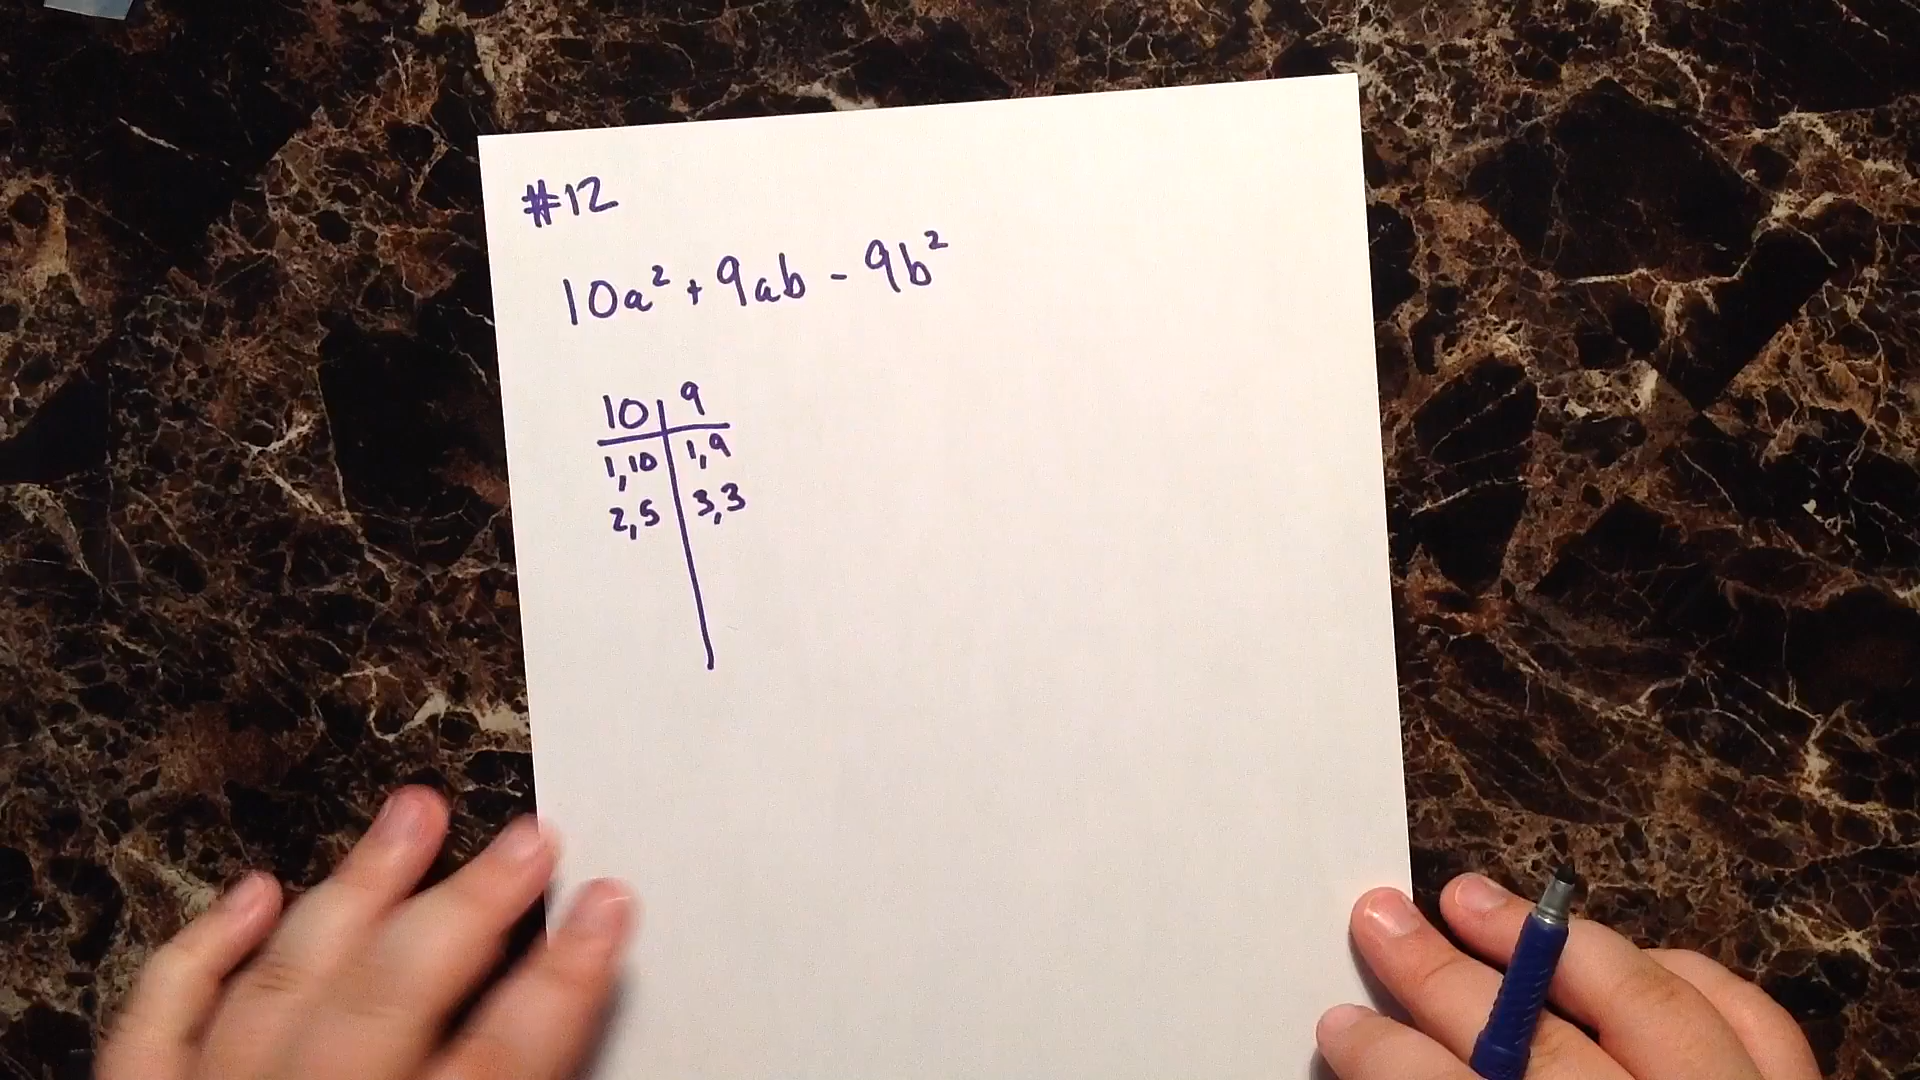 #12
10a² + 9ab - 9b²
10 | 9
1,10 | 1,9
2,5 | 3,3